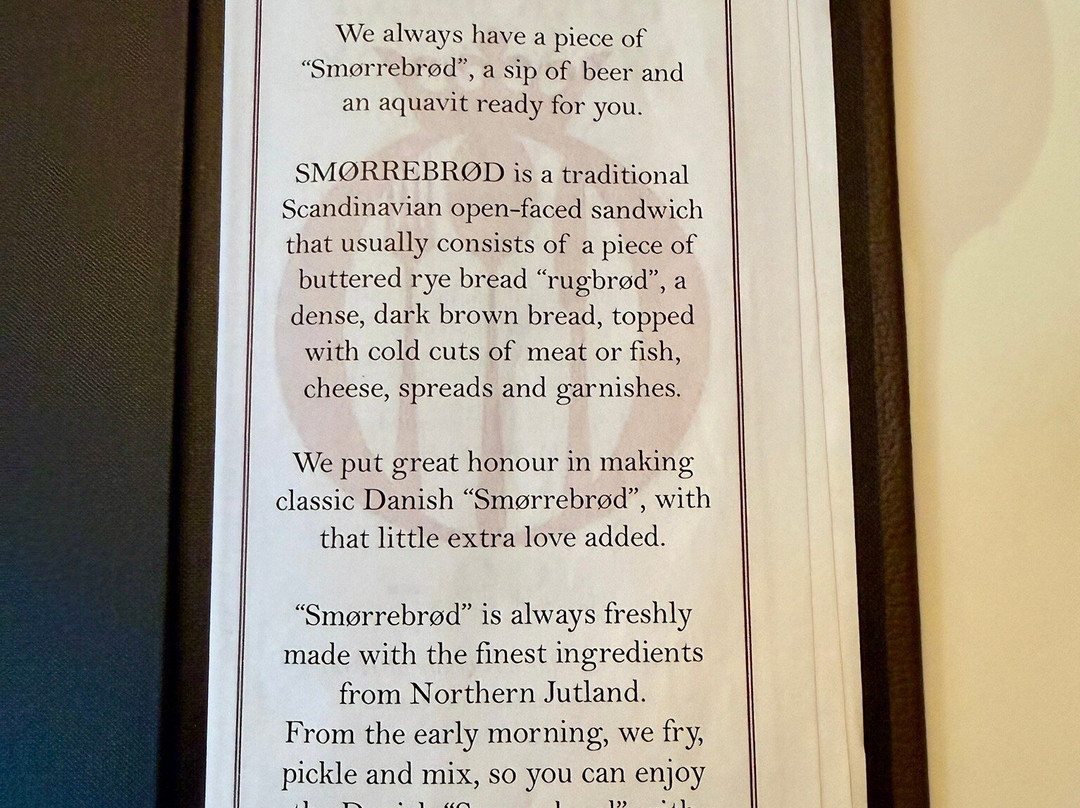 We always have a piece of
“Smørrebrød”, a sip of beer and
an aquavit ready for you.
SMØRREBRØD is a traditional
Scandinavian open-faced sandwich
that usually consists of a piece of
buttered rye bread “rugbrød”, a
dense, dark brown bread, topped
with cold cuts of meat or fish,
cheese, spreads and garnishes.
We put great honour in making
classic Danish “Smørrebrød”, with
that little extra love added.
“Smørrebrød” is always freshly
made with the finest ingredients
from Northern Jutland.
From the early morning, we fry,
pickle and mix, so you can enjoy